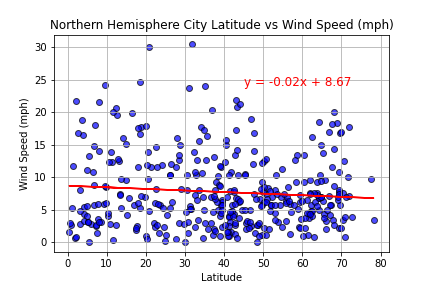 Northern Hemisphere City Latitude vs Wind Speed (mph)
30
25
20
15
10
5
0
Wind Speed (mph)
y = -0.02x + 8.67
0 10 20 30 40 50 60 70 80
Latitude